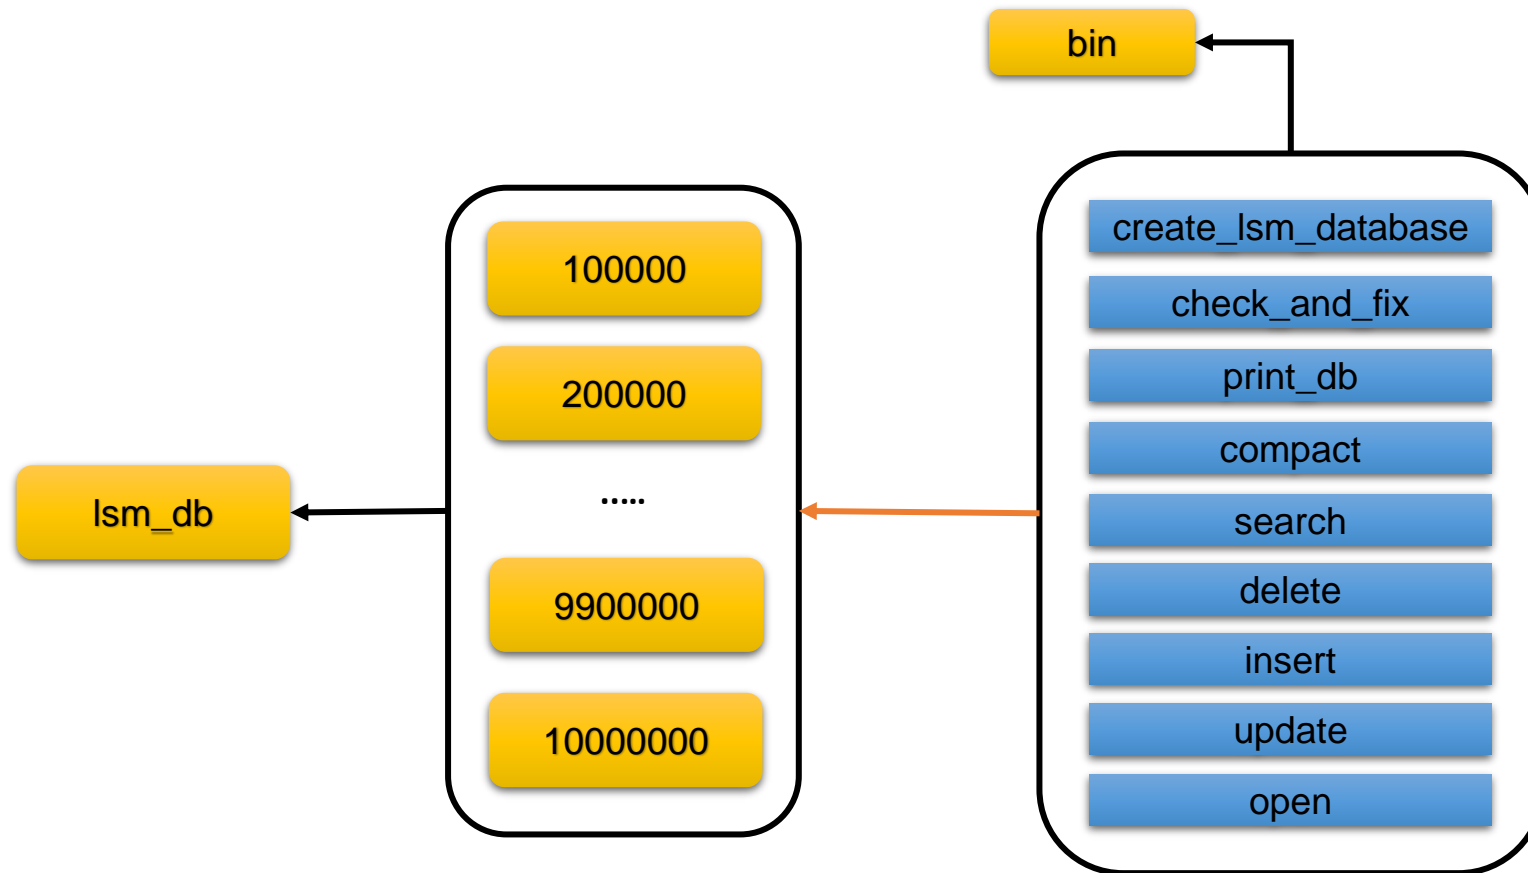 bin
100000
200000
.....
9900000
10000000
lsm_db
create_lsm_database
check_and_fix
print_db
compact
search
delete
insert
update
open